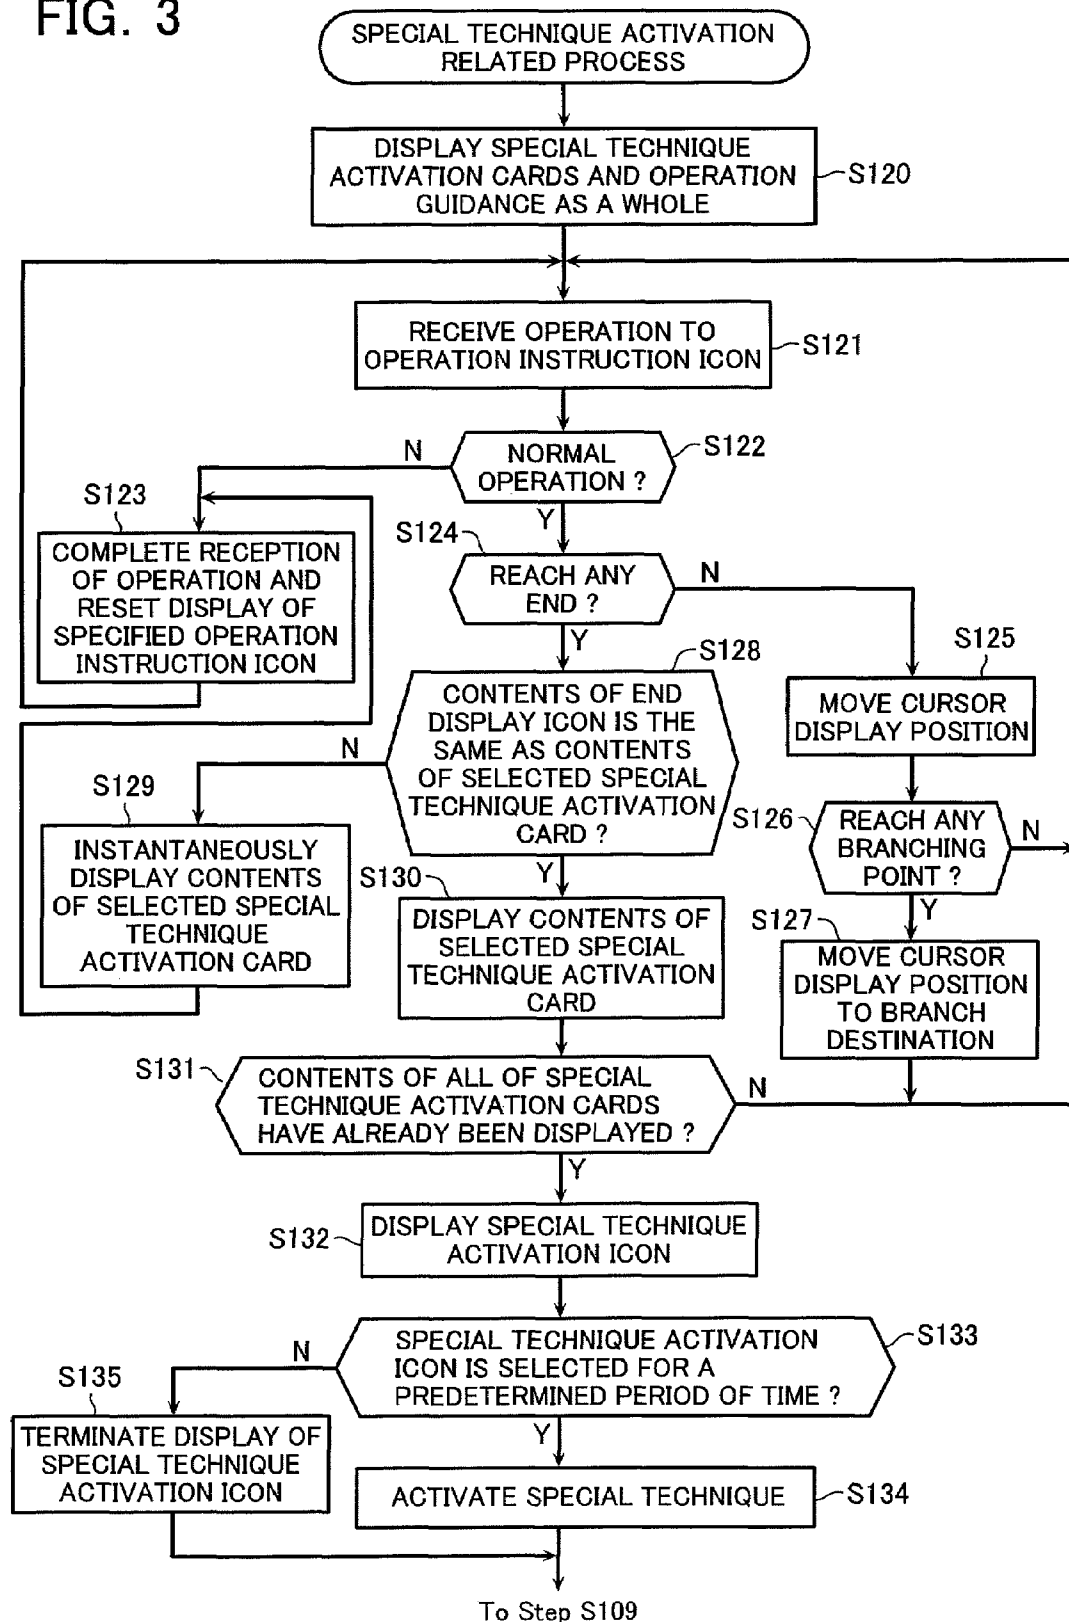 FIG. 3
SPECIAL TECHNIQUE ACTIVATION
RELATED PROCESS
DISPLAY SPECIAL TECHNIQUE
ACTIVATION CARDS AND OPERATION
GUIDANCE AS A WHOLE
S120
RECEIVE OPERATION TO
OPERATION INSTRUCTION ICON
S121
NORMAL
OPERATION ?
S122
N
Y
S123
COMPLETE RECEPTION
OF OPERATION AND
RESET DISPLAY OF
SPECIFIED OPERATION
INSTRUCTION ICON
S124
REACH ANY
END ?
N
Y
S125
MOVE CURSOR
DISPLAY POSITION
S126
REACH ANY
BRANCHING
POINT ?
N
Y
S127
MOVE CURSOR
DISPLAY POSITION
TO BRANCH
DESTINATION
S128
CONTENTS OF END
DISPLAY ICON IS THE
SAME AS CONTENTS
OF SELECTED SPECIAL
TECHNIQUE ACTIVATION
CARD ?
N
Y
S129
INSTANTANEOUSLY
DISPLAY CONTENTS
OF SELECTED SPECIAL
TECHNIQUE
ACTIVATION CARD
S130
DISPLAY CONTENTS OF
SELECTED SPECIAL
TECHNIQUE ACTIVATION
CARD
S131
CONTENTS OF ALL OF SPECIAL
TECHNIQUE ACTIVATION CARDS
HAVE ALREADY BEEN DISPLAYED ?
N
Y
S132
DISPLAY SPECIAL TECHNIQUE
ACTIVATION ICON
SPECIAL TECHNIQUE ACTIVATION
ICON IS SELECTED FOR A
PREDETERMINED PERIOD OF TIME ?
S133
N
Y
S135
TERMINATE DISPLAY OF
SPECIAL TECHNIQUE
ACTIVATION ICON
ACTIVATE SPECIAL TECHNIQUE
S134
To Step S109